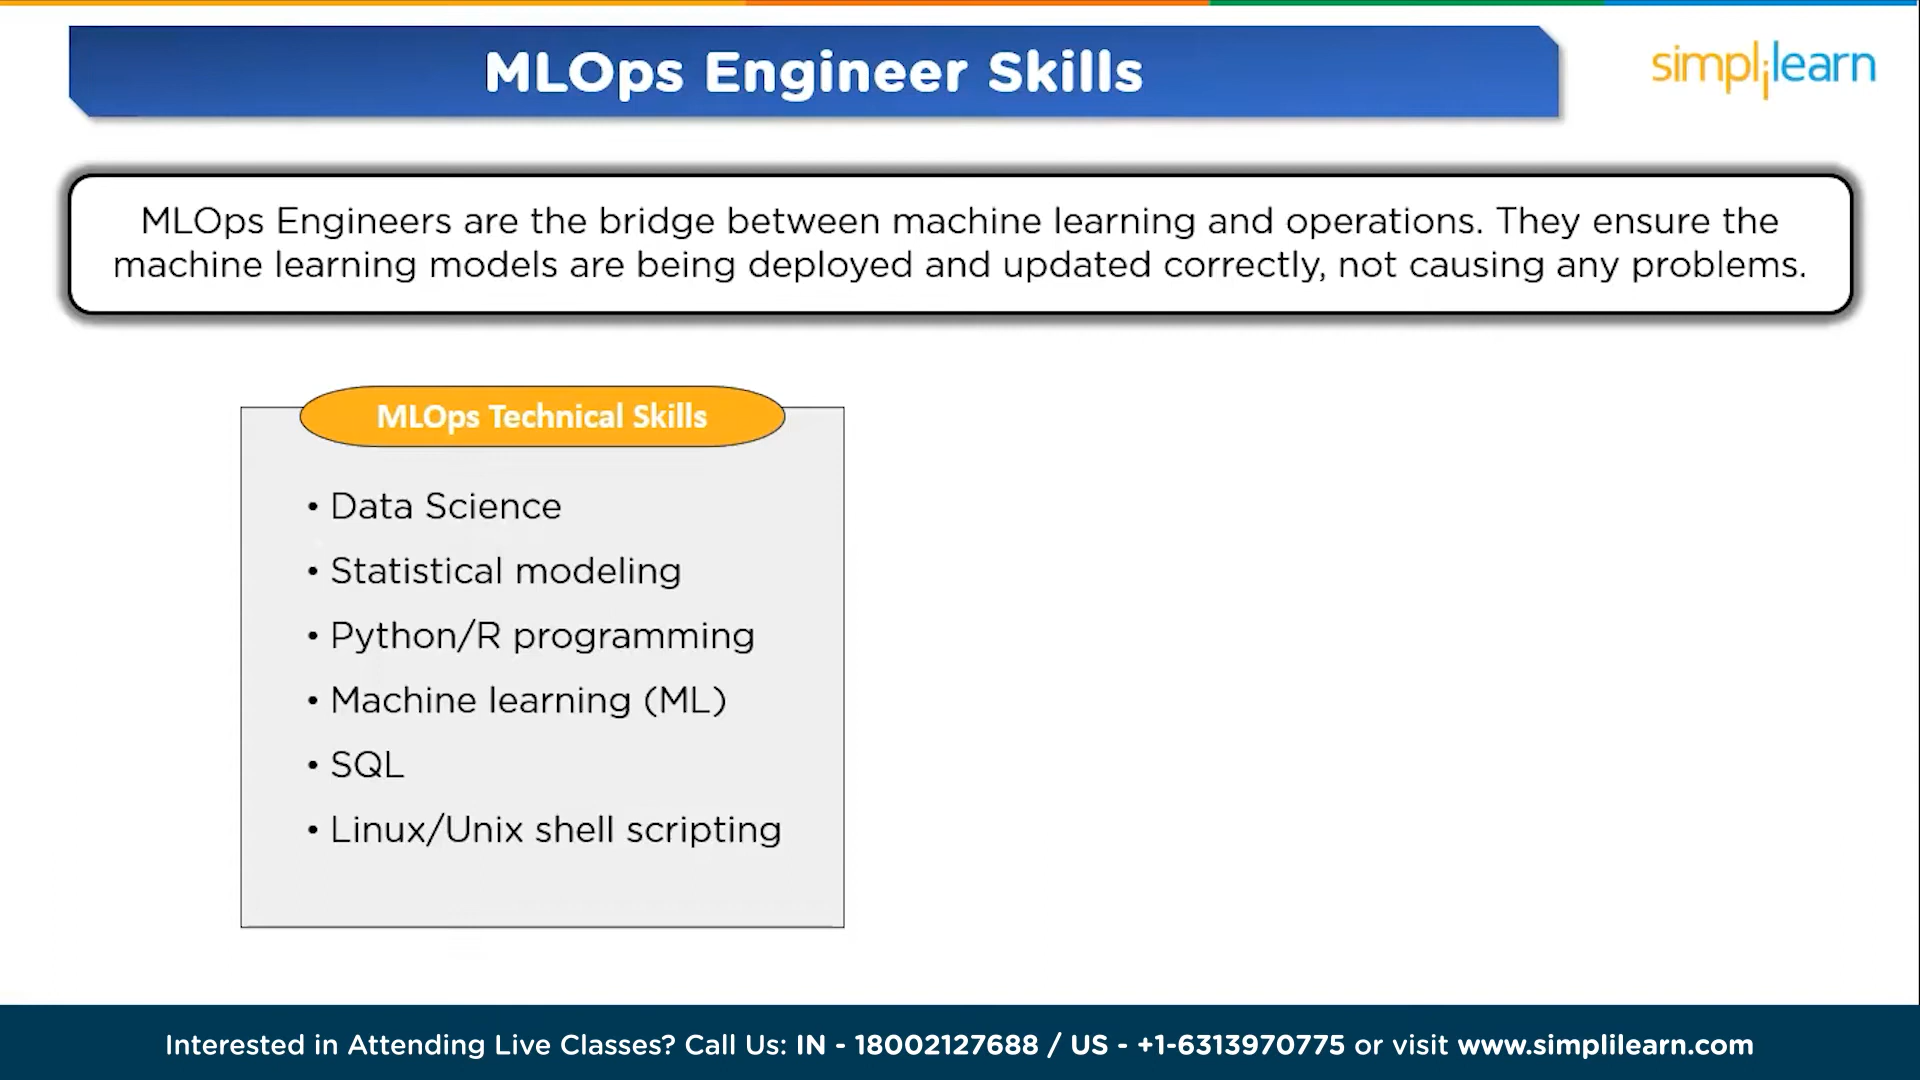 MLOps Engineer Skills
simplilearn
MLOps Engineers are the bridge between machine learning and operations. They ensure the
machine learning models are being deployed and updated correctly, not causing any problems.
MLOps Technical Skills
• Data Science
• Statistical modeling
• Python/R programming
• Machine learning (ML)
• SQL
• Linux/Unix shell scripting
Interested in Attending Live Classes? Call Us: IN - 18002127688 / US - +1-6313970775 or visit www.simplilearn.com